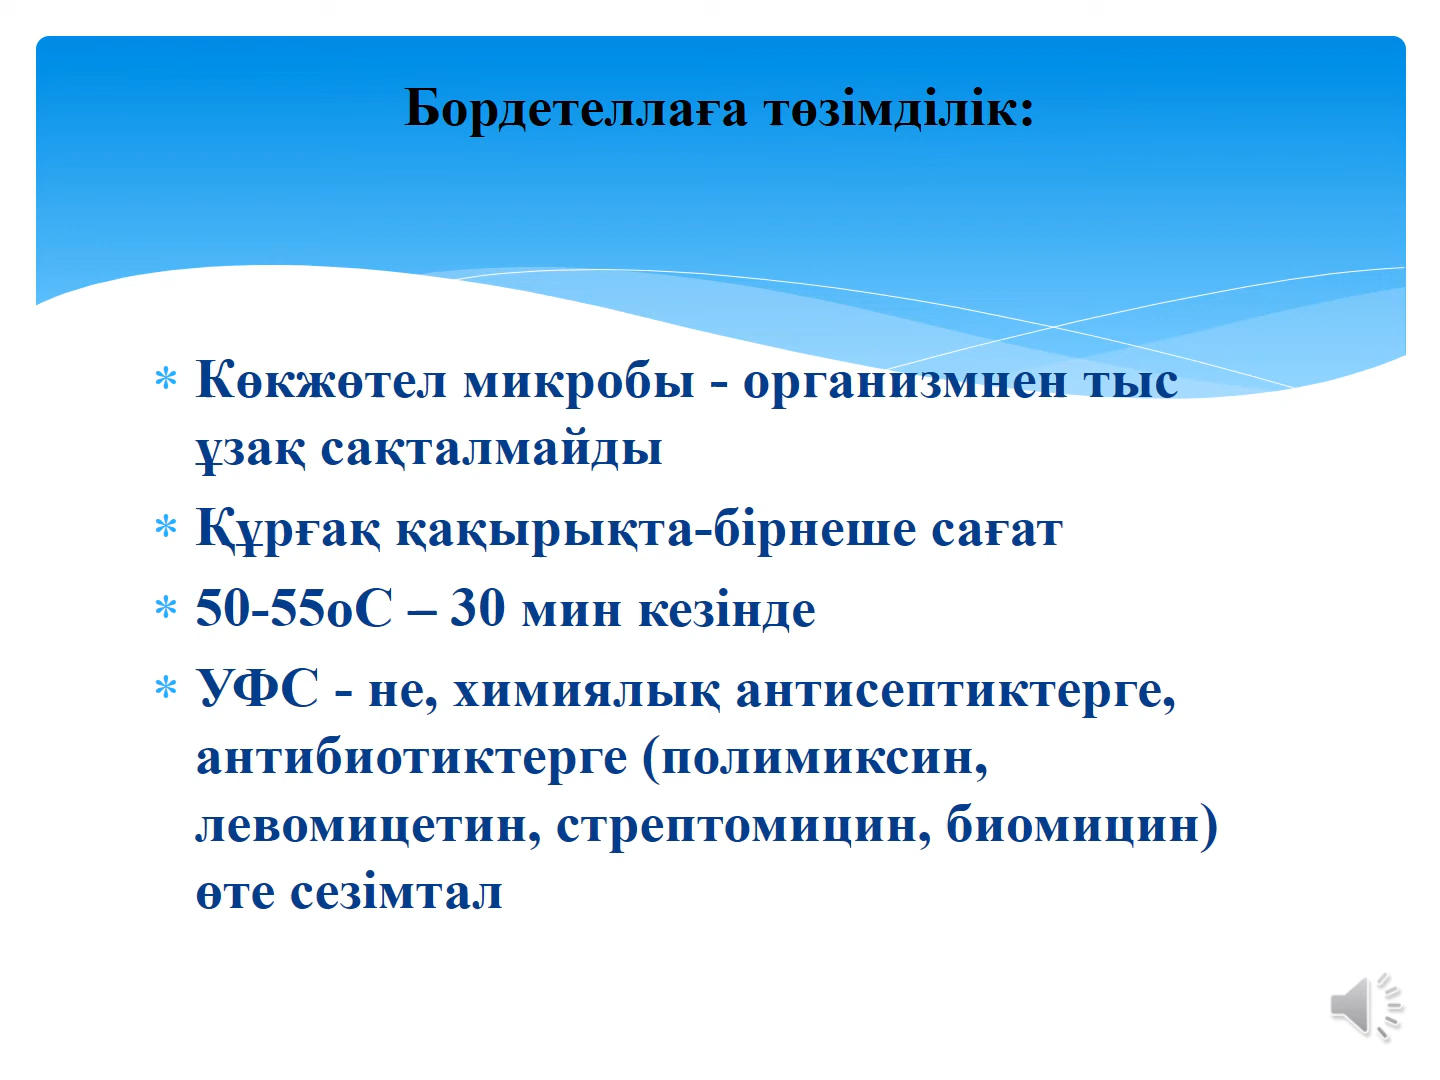 Бордетеллаға төзімділік:
* Көкжөтел микробы - организмнен тыс
ұзақ сақталмайды
* Құрғақ қақырықта-бірнеше сағат
* 50-55оС – 30 мин кезінде
* УФС - не, химиялық антисептиктерге,
антибиотиктерге (полимиксин,
левомицетин, стрептомицин, биомицин)
өте сезімтал